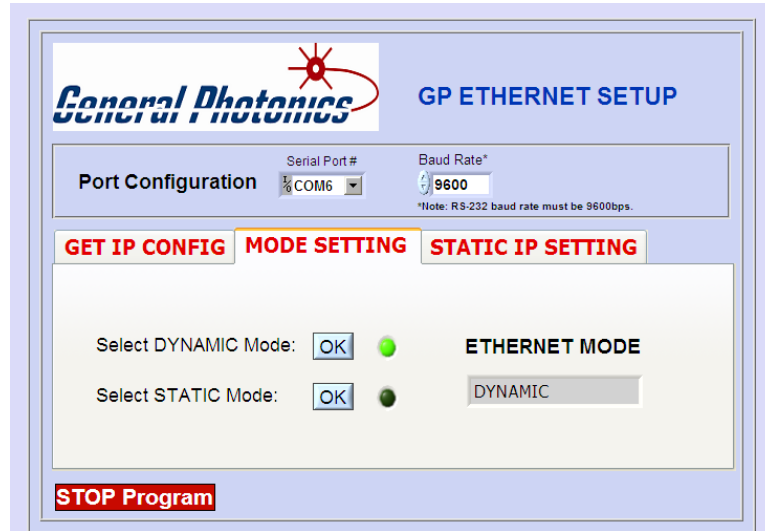 General Photonics
GP ETHERNET SETUP
Port Configuration
Serial Port #
COM6
Baud Rate*
9600
*Note: RS-232 baud rate must be 9600bps.
GET IP CONFIG
MODE SETTING
STATIC IP SETTING
Select DYNAMIC Mode: OK
ETHERNET MODE
Select STATIC Mode: OK
DYNAMIC
STOP Program